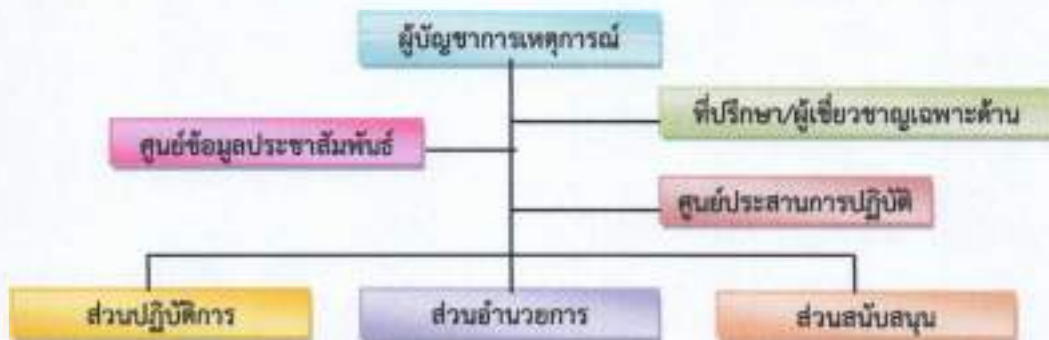 ผู้บัญชาการเหตุการณ์
ที่ปรึกษา/ผู้เชี่ยวชาญเฉพาะด้าน
ศูนย์ข้อมูลประชาสัมพันธ์
ศูนย์ประสานการปฏิบัติ
ส่วนปฏิบัติการ
ส่วนอำนวยการ
ส่วนสนับสนุน